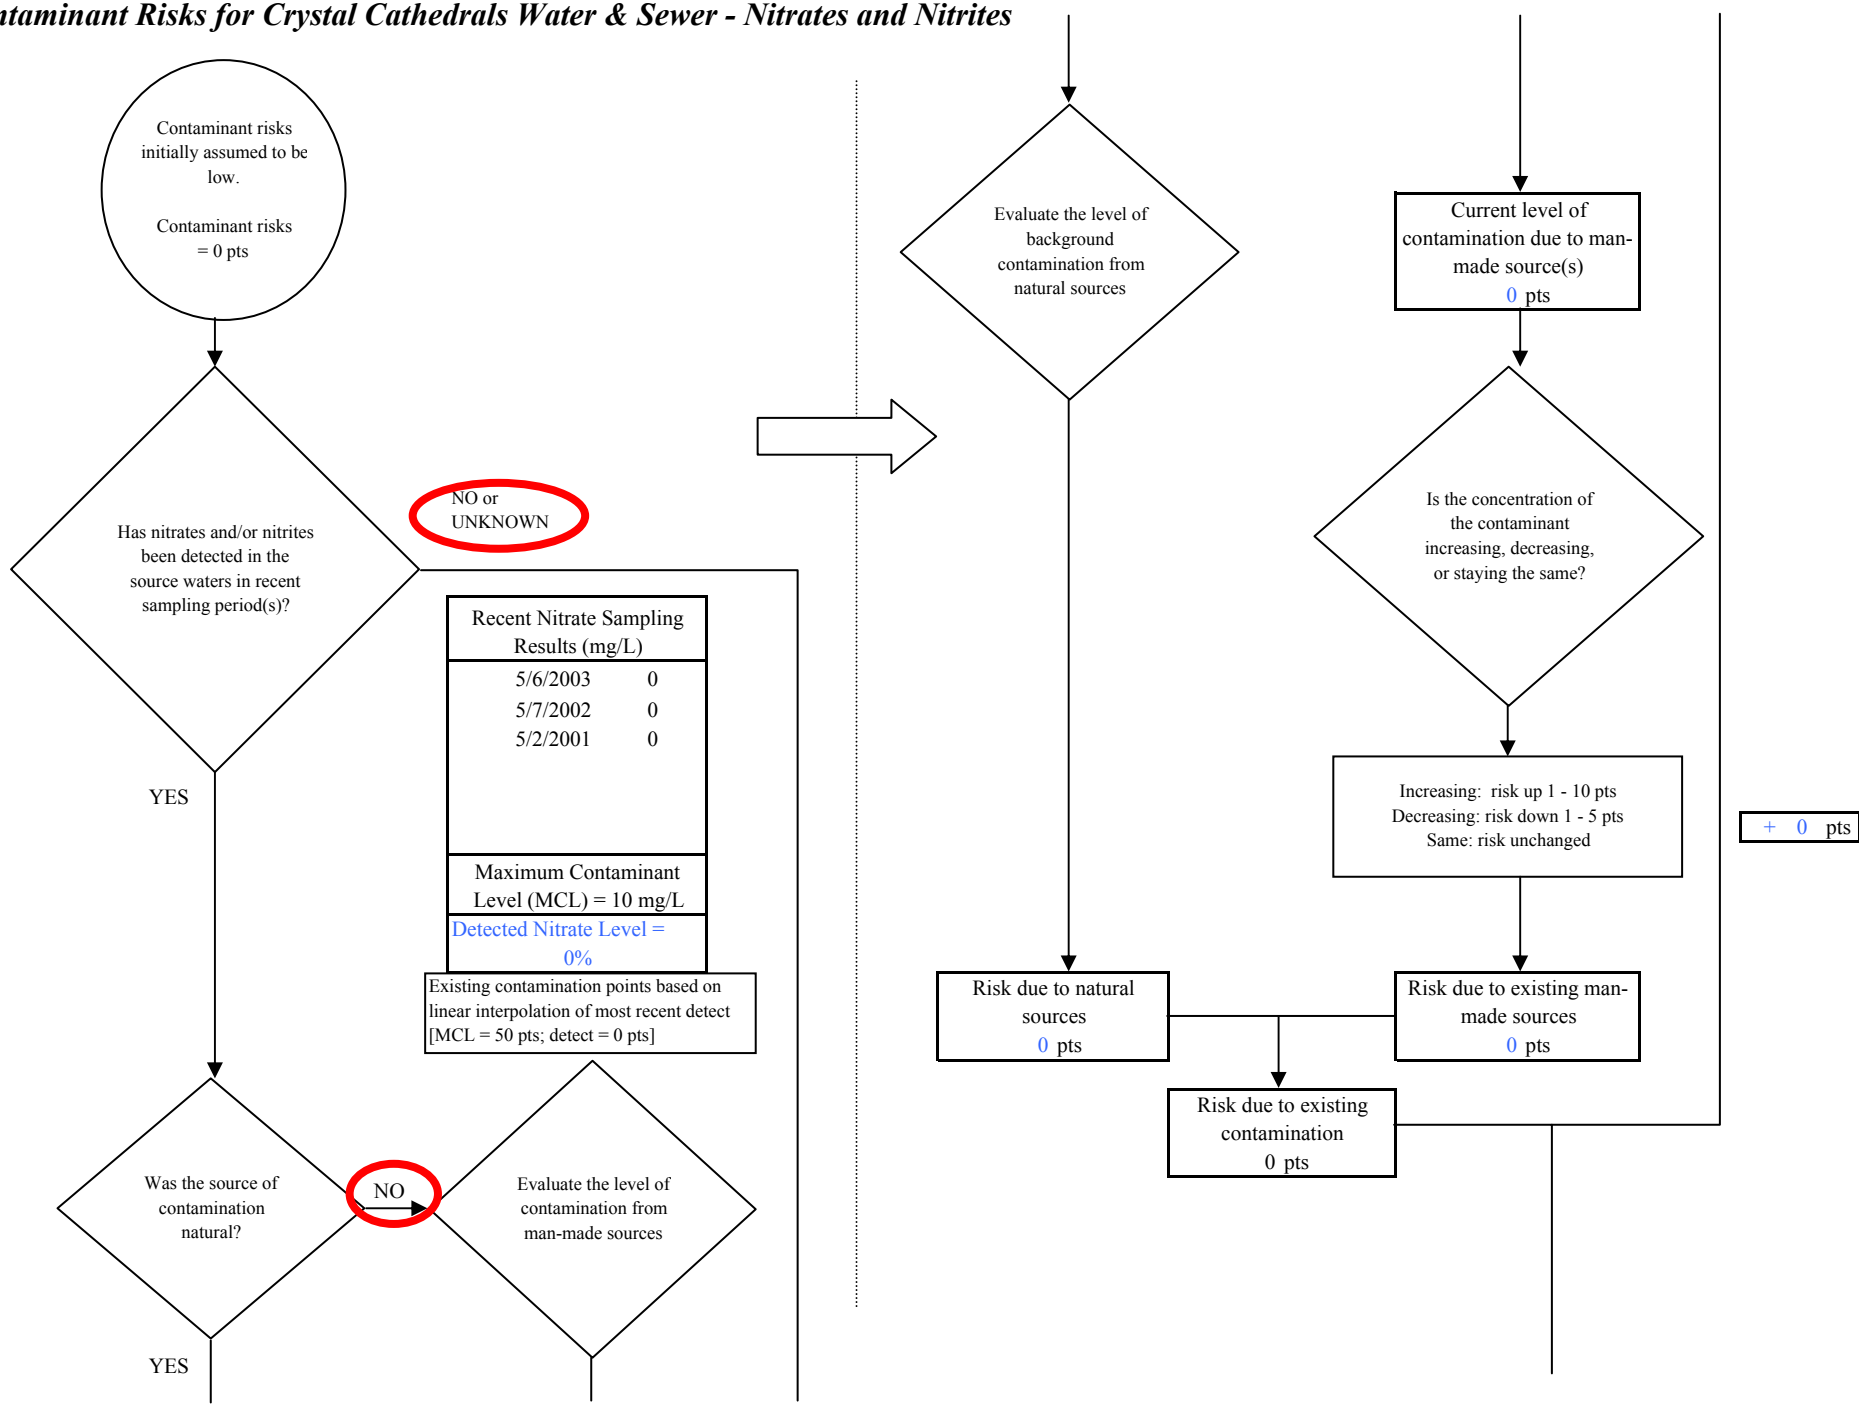 ntaminant Risks for Crystal Cathedrals Water & Sewer - Nitrates and Nitrites
Contaminant risks
initially assumed to be
low.
Contaminant risks
= 0 pts
Has nitrates and/or nitrites
been detected in the
source waters in recent
sampling period(s)?
NO or
UNKNOWN
YES
Recent Nitrate Sampling
Results (mg/L)
5/6/2003 0
5/7/2002 0
5/2/2001 0
Maximum Contaminant
Level (MCL) = 10 mg/L
Detected Nitrate Level =
0%
Existing contamination points based on
linear interpolation of most recent detect
[MCL = 50 pts; detect = 0 pts]
Was the source of
contamination
natural?
NO
Evaluate the level of
contamination from
man-made sources
YES
Evaluate the level of
background
contamination from
natural sources
Current level of
contamination due to man-
made source(s)
0 pts
Is the concentration of
the contaminant
increasing, decreasing,
or staying the same?
Increasing: risk up 1 - 10 pts
Decreasing: risk down 1 - 5 pts
Same: risk unchanged
+ 0 pts
Risk due to natural
sources
0 pts
Risk due to existing man-
made sources
0 pts
Risk due to existing
contamination
0 pts